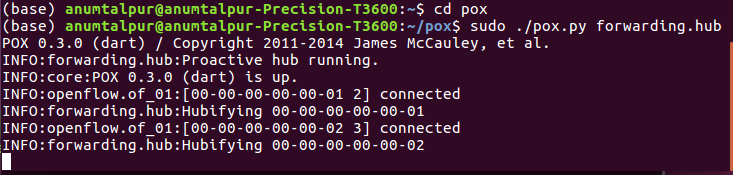 (base) anumtalpur@anumtalpur-Precision-T3600:~$ cd pox
(base) anumtalpur@anumtalpur-Precision-T3600:~/pox$ sudo ./pox.py forwarding.hub
POX 0.3.0 (dart) / Copyright 2011-2014 James McCauley, et al.
INFO:forwarding.hub:Proactive hub running.
INFO:core:POX 0.3.0 (dart) is up.
INFO:openflow.of_01:[00-00-00-00-00-01 2] connected
INFO:forwarding.hub:Hubifying 00-00-00-00-00-01
INFO:openflow.of_01:[00-00-00-00-00-02 3] connected
INFO:forwarding.hub:Hubifying 00-00-00-00-00-02